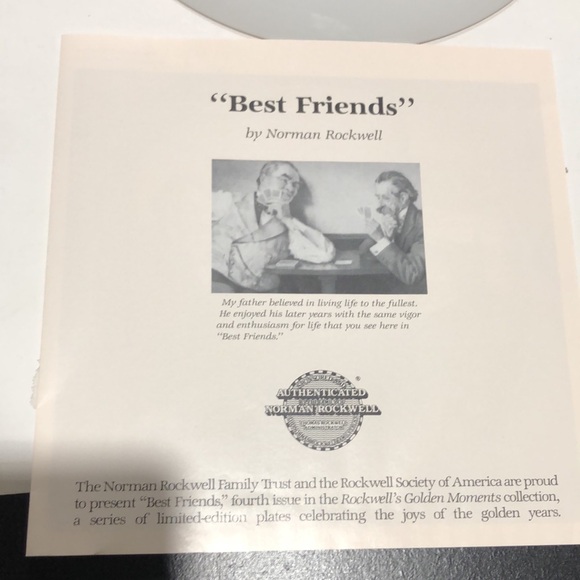 “Best Friends”
by Norman Rockwell
My father believed in living life to the fullest.
He enjoyed his later years with the same vigor
and enthusiasm for life that you see here in
“Best Friends.”
AUTHENTICATED
®
NORMAN ROCKWELL
The Norman Rockwell Family Trust and the Rockwell Society of America are proud
to present “Best Friends,” fourth issue in the Rockwell’s Golden Moments collection,
a series of limited-edition plates celebrating the joys of the golden years.